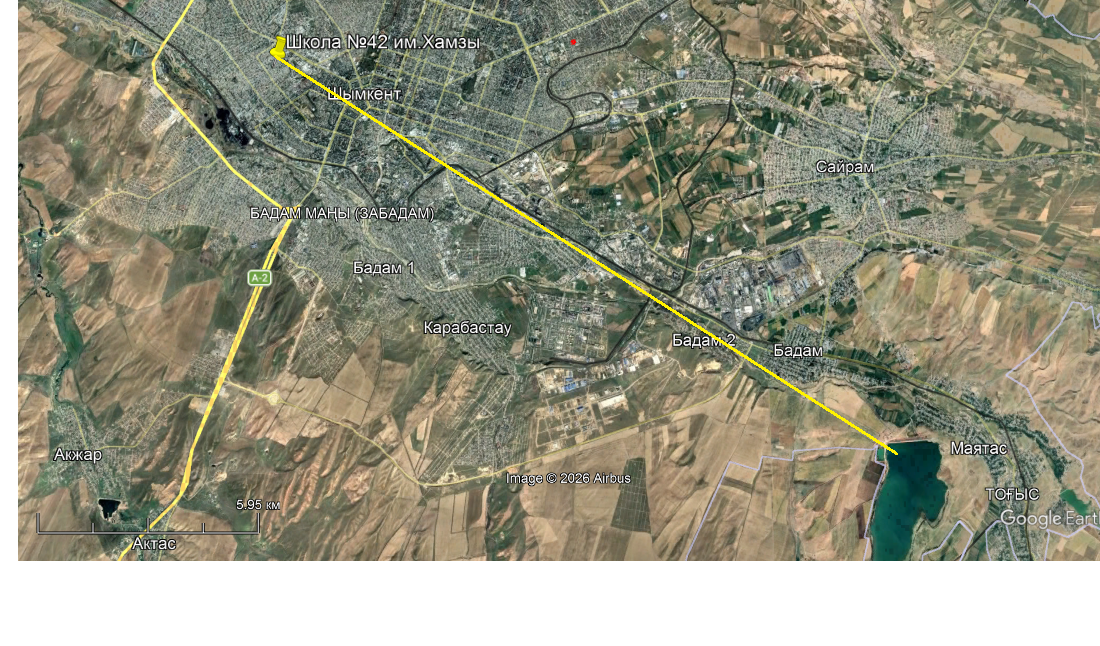 Школа №42 им.Хамзы
Шымкент
Сайрам
БАДАМ МАҢЫ (ЗАБАДАМ)
Бадам 1
A-2
Карабастау
Бадам 2
Бадам
Акжар
Маятас
Image © 2026 Airbus
ТОҒЫС
5.95 км
Google Eart
Актас